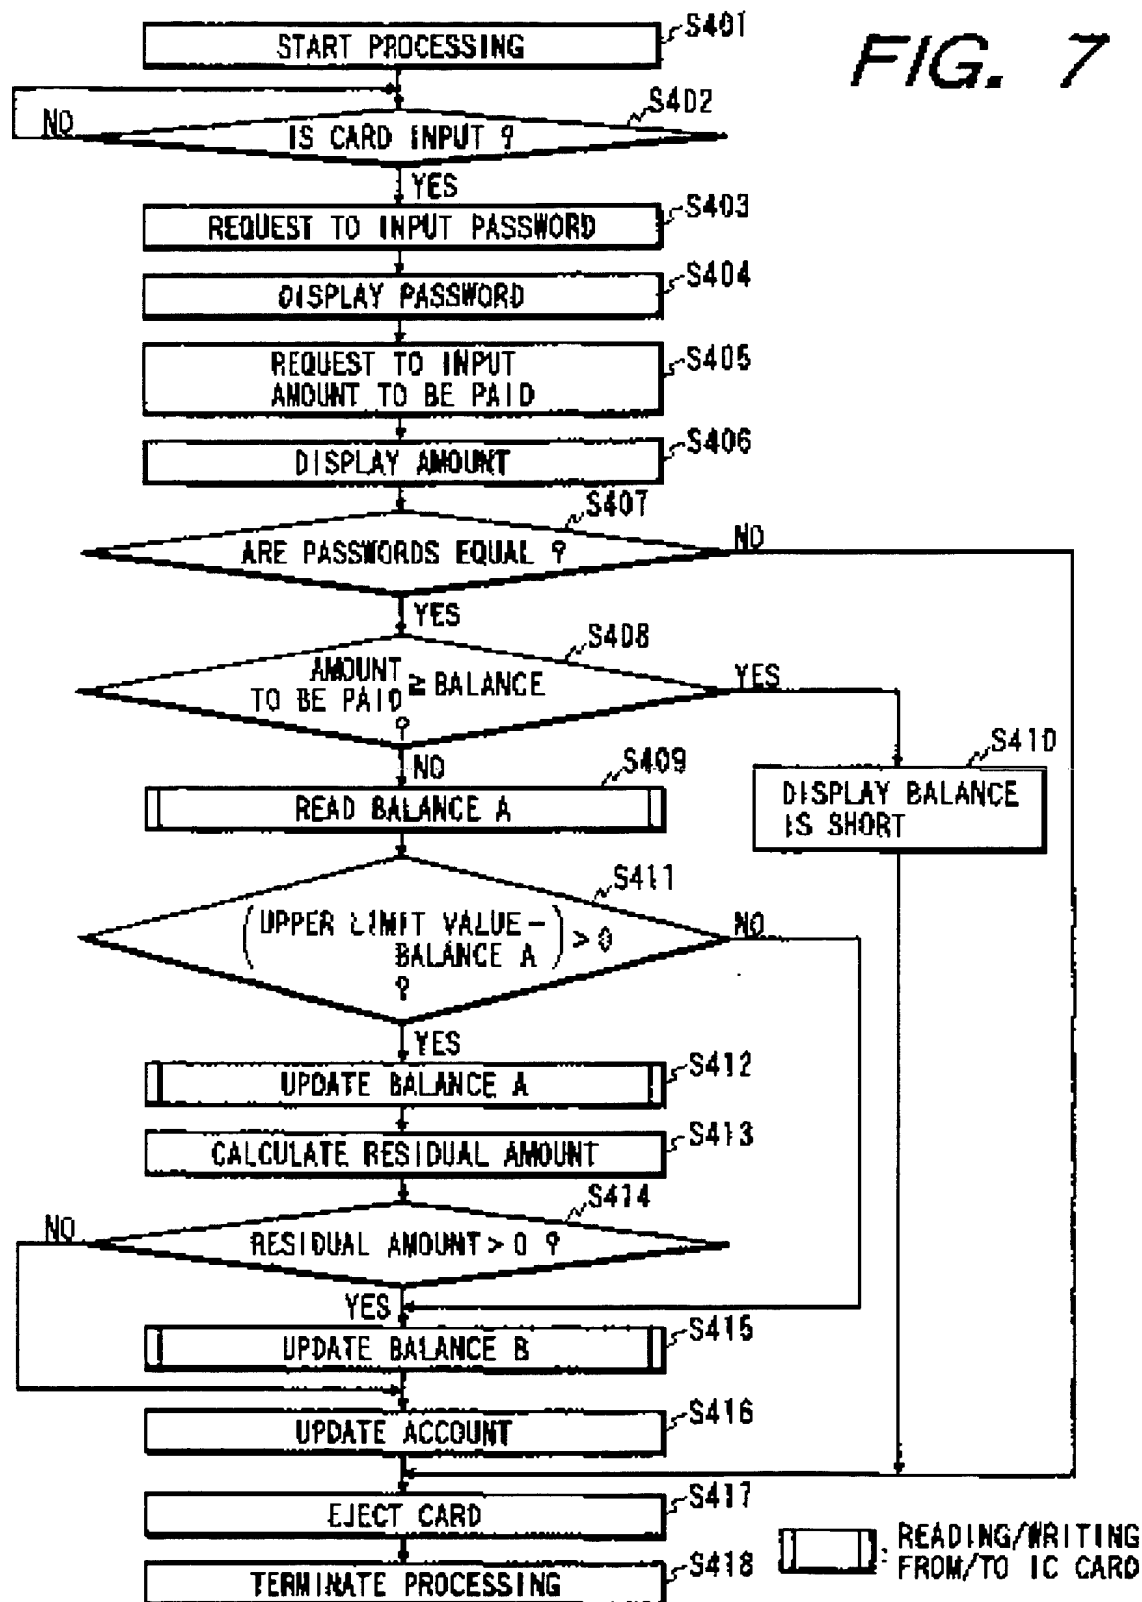 FIG. 7
START PROCESSING
S401
IS CARD INPUT ?
S402
NO
YES
REQUEST TO INPUT PASSWORD
S403
DISPLAY PASSWORD
S404
REQUEST TO INPUT
AMOUNT TO BE PAID
S405
DISPLAY AMOUNT
S406
ARE PASSWORDS EQUAL ?
S407
NO
YES
AMOUNT
TO BE PAID ≥ BALANCE
?
S408
YES
NO
READ BALANCE A
S409
DISPLAY BALANCE
IS SHORT
S410
(UPPER LIMIT VALUE −
BALANCE A) > 0
?
S411
NO
YES
UPDATE BALANCE A
S412
CALCULATE RESIDUAL AMOUNT
S413
RESIDUAL AMOUNT > 0 ?
S414
NO
YES
UPDATE BALANCE B
S415
UPDATE ACCOUNT
S416
EJECT CARD
S417
TERMINATE PROCESSING
S418
: READING/WRITING
FROM/TO IC CARD